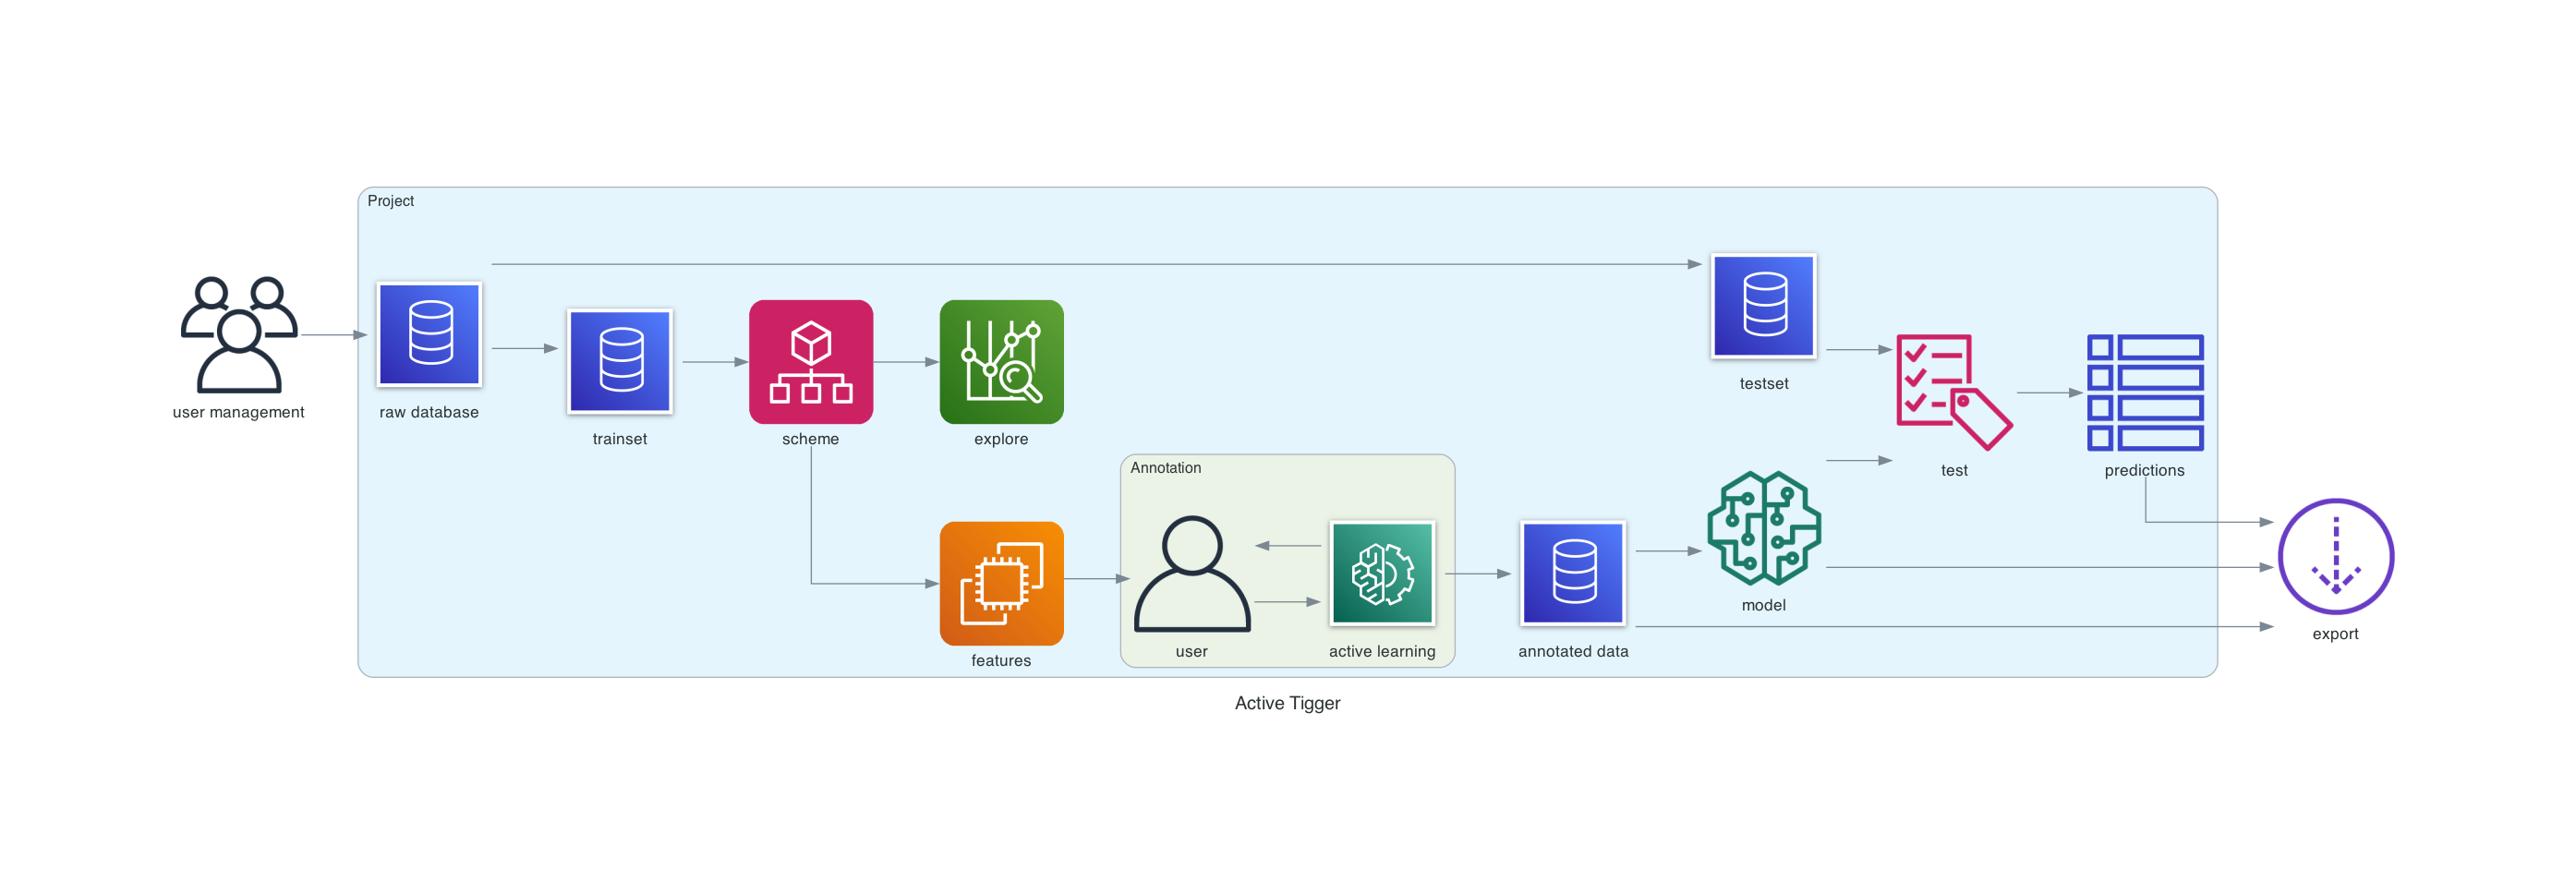 Project
user management
raw database
trainset
scheme
explore
testset
test
predictions
Annotation
features
user
active learning
annotated data
model
export
Active Tigger